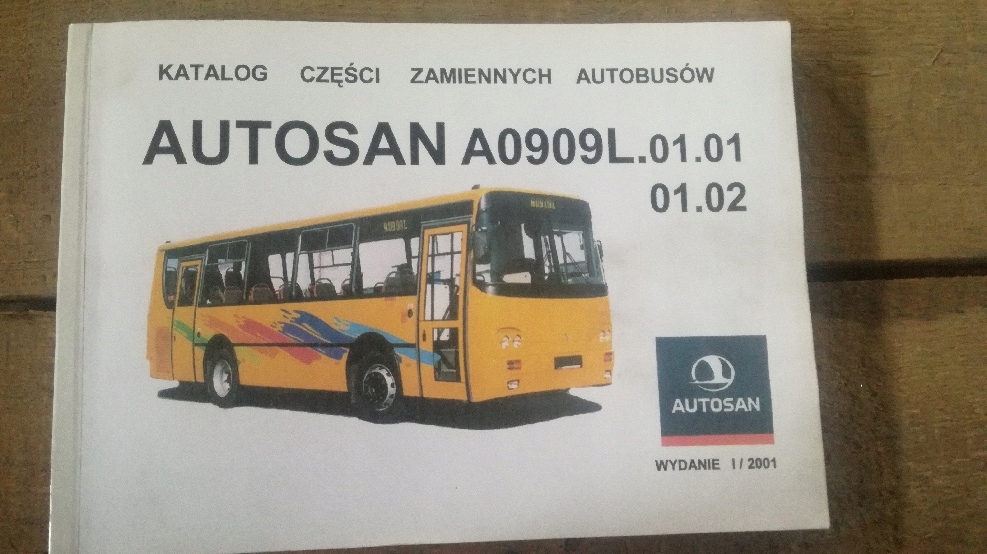 KATALOG CZĘŚCI ZAMIENNYCH AUTOBUSÓW
AUTOSAN A0909L.01.01
01.02
AUTOSAN
WYDANIE I / 2001